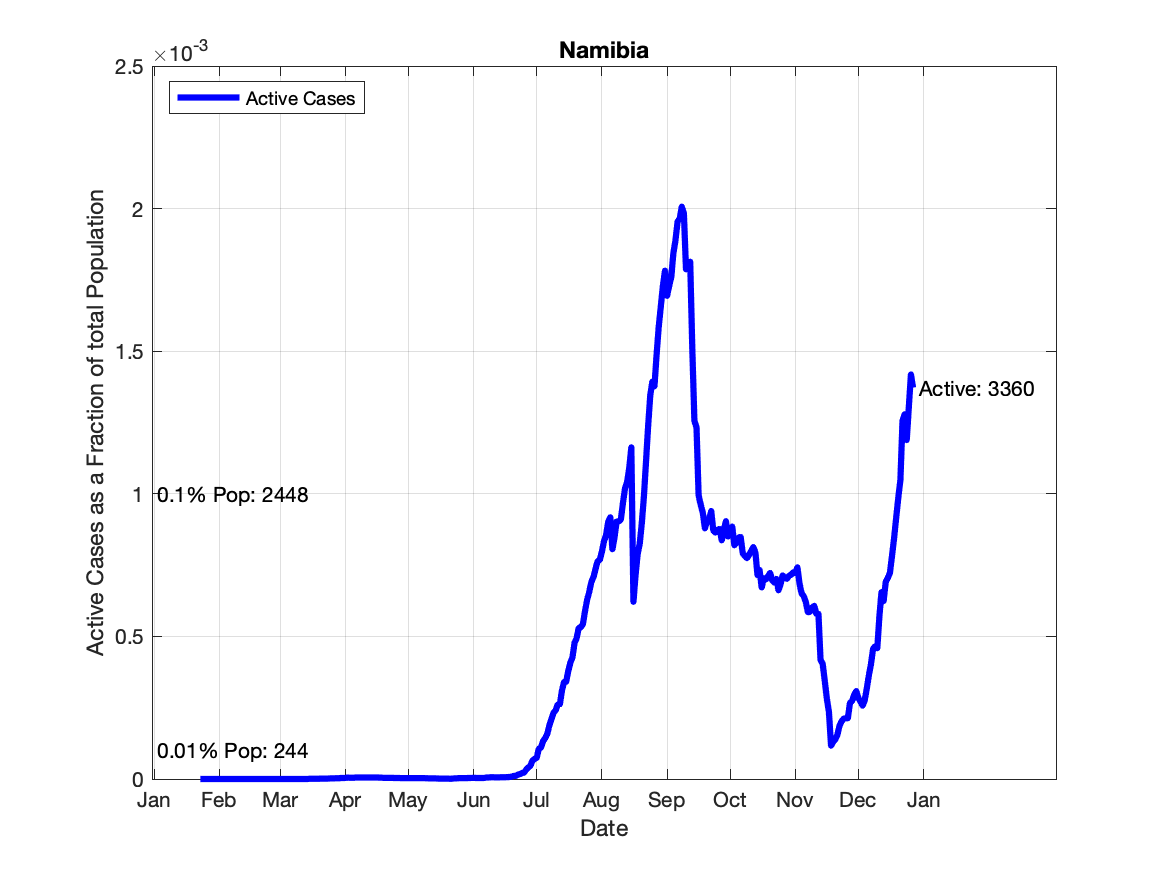 Namibia
×10-3
2.5
2
1.5
1
0.5
0
Active Cases
Active Cases as a Fraction of total Population
Active: 3360
0.1% Pop: 2448
0.01% Pop: 244
Jan Feb Mar Apr May Jun Jul Aug Sep Oct Nov Dec Jan
Date